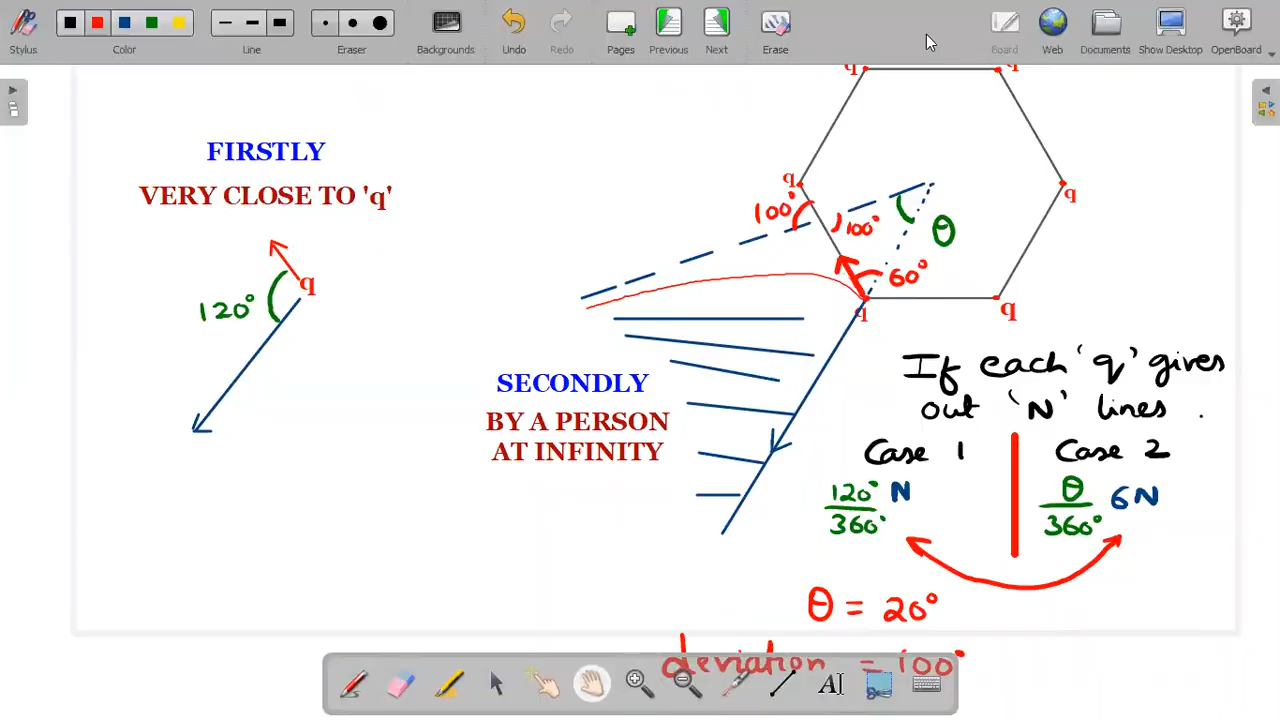 Stylus
Color
Line
Eraser
Backgrounds
Undo
Redo
Pages
Previous
Next
Erase
Board
Web
Documents
Show Desktop
OpenBoard
q
q
FIRSTLY
VERY CLOSE TO 'q'
q
q
100°
100°
θ
60°
q
120°
q
q
SECONDLY
BY A PERSON
AT INFINITY
If each 'q' gives
out 'N' lines .
Case 1
Case 2
120°
360°
N
θ
360°
6N
θ = 20°
deviation = 100°
AI